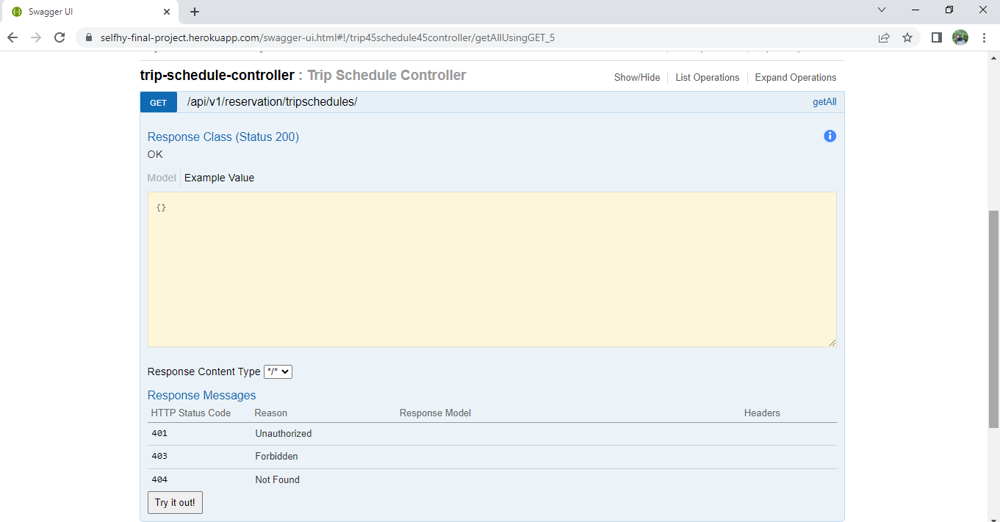 Swagger UI
selfhy-final-project.herokuapp.com/swagger-ui.html#!/trip45schedule45controller/getAllUsingGET_5
trip-schedule-controller : Trip Schedule Controller
Show/Hide List Operations Expand Operations
GET /api/v1/reservation/tripschedules/ getAll
Response Class (Status 200)
OK
Model Example Value
{}
Response Content Type */*
Response Messages
HTTP Status Code Reason Response Model Headers
401 Unauthorized
403 Forbidden
404 Not Found
Try it out!